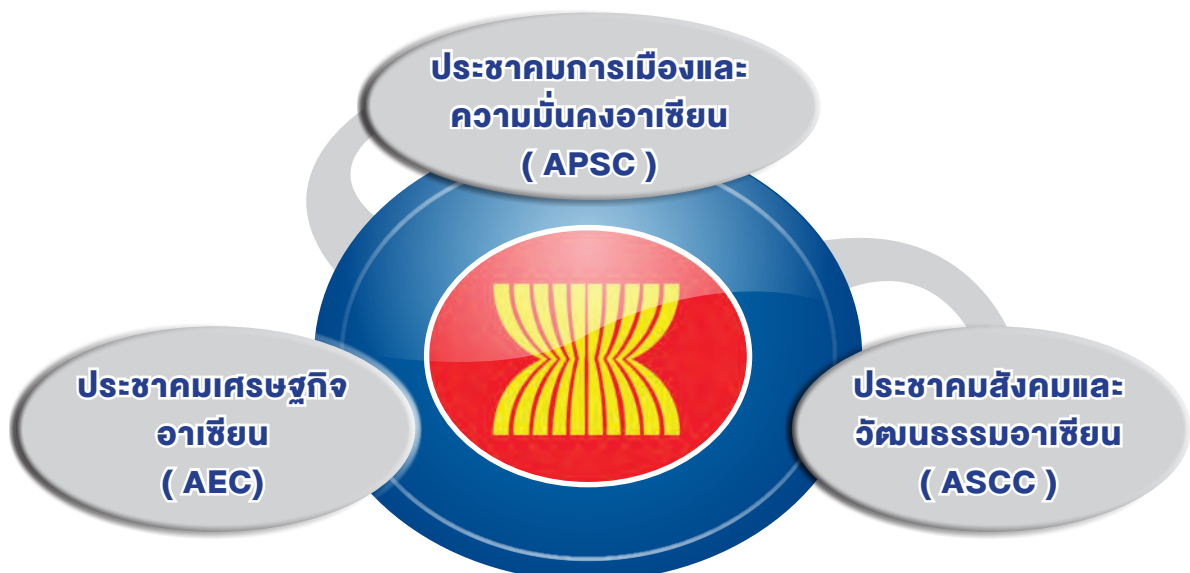 ประชาคมการเมืองและ
ความมั่นคงอาเซียน
( APSC )
ประชาคมเศรษฐกิจ
อาเซียน
( AEC)
ประชาคมสังคมและ
วัฒนธรรมอาเซียน
( ASCC )